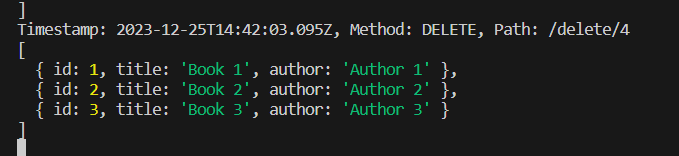 ]
Timestamp: 2023-12-25T14:42:03.095Z, Method: DELETE, Path: /delete/4
[
  { id: 1, title: 'Book 1', author: 'Author 1' },
  { id: 2, title: 'Book 2', author: 'Author 2' },
  { id: 3, title: 'Book 3', author: 'Author 3' }
]